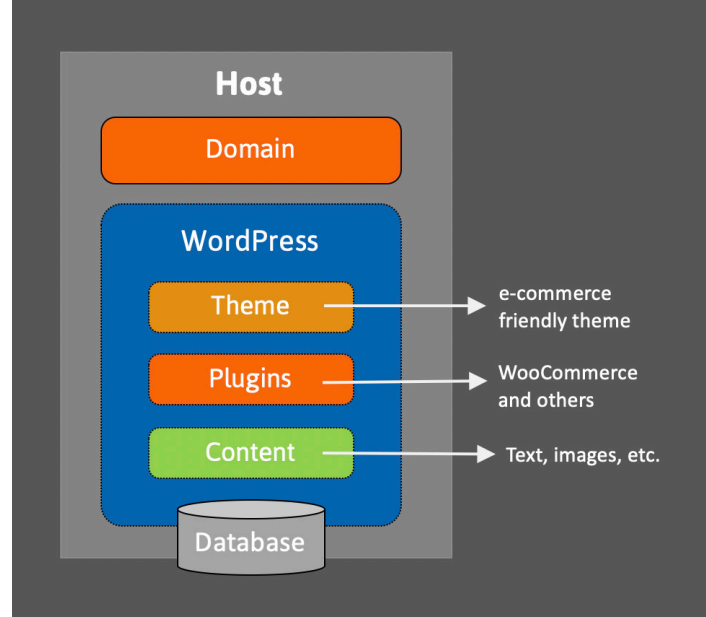 Host
Domain
WordPress
Theme
e-commerce
friendly theme
Plugins
WooCommerce
and others
Content
Text, images, etc.
Database